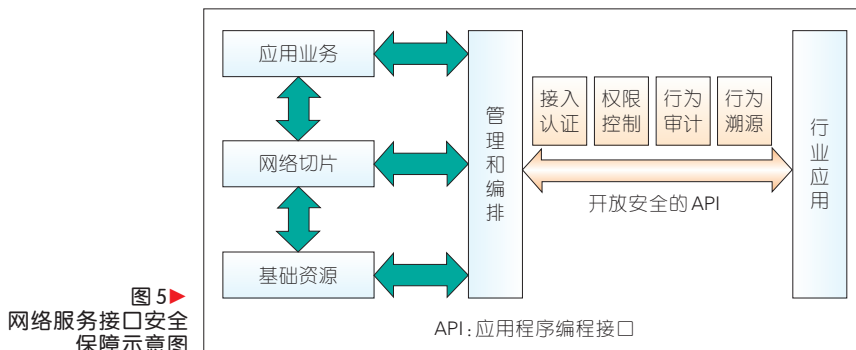 应用业务
网络切片
基础资源
管理和编排
接入
认证
权限
控制
行为
审计
行为
溯源
开放安全的API
行业应用
API:应用程序编程接口
图5▶
网络服务接口安全
保障示意图